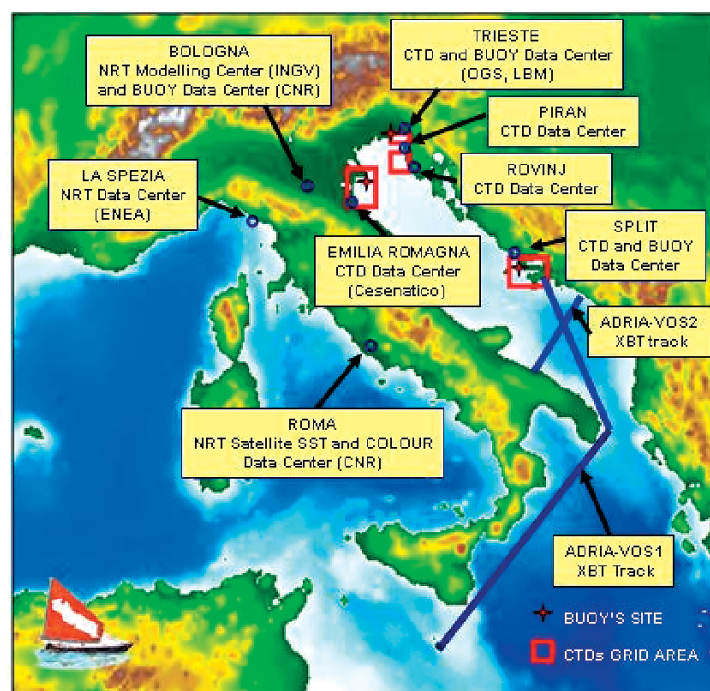 TRIESTE
CTD and BUOY Data Center
(OGS, LBM)
BOLOGNA
NRT Modelling Center (INGV)
and BUOY Data Center (CNR)
PIRAN
CTD Data Center
LA SPEZIA
NRT Data Center
(ENEA)
ROVINJ
CTD Data Center
EMILIA ROMAGNA
CTD Data Center
(Cesenatico)
SPLIT
CTD and BUOY
Data Center
ADRIA-VOS2
XBT track
ROMA
NRT Satellite SST and COLOUR
Data Center (CNR)
ADRIA-VOS1
XBT Track
BUOY'S SITE
CTDs GRID AREA